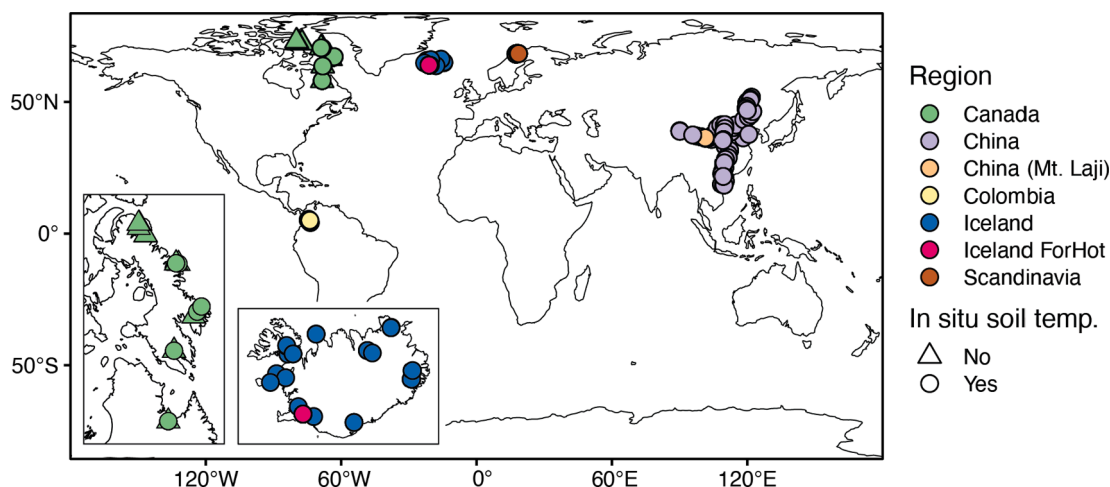 50°N
0°
50°S
120°W
60°W
0°
60°E
120°E
Region
Canada
China
China (Mt. Laji)
Colombia
Iceland
Iceland ForHot
Scandinavia
In situ soil temp.
No
Yes